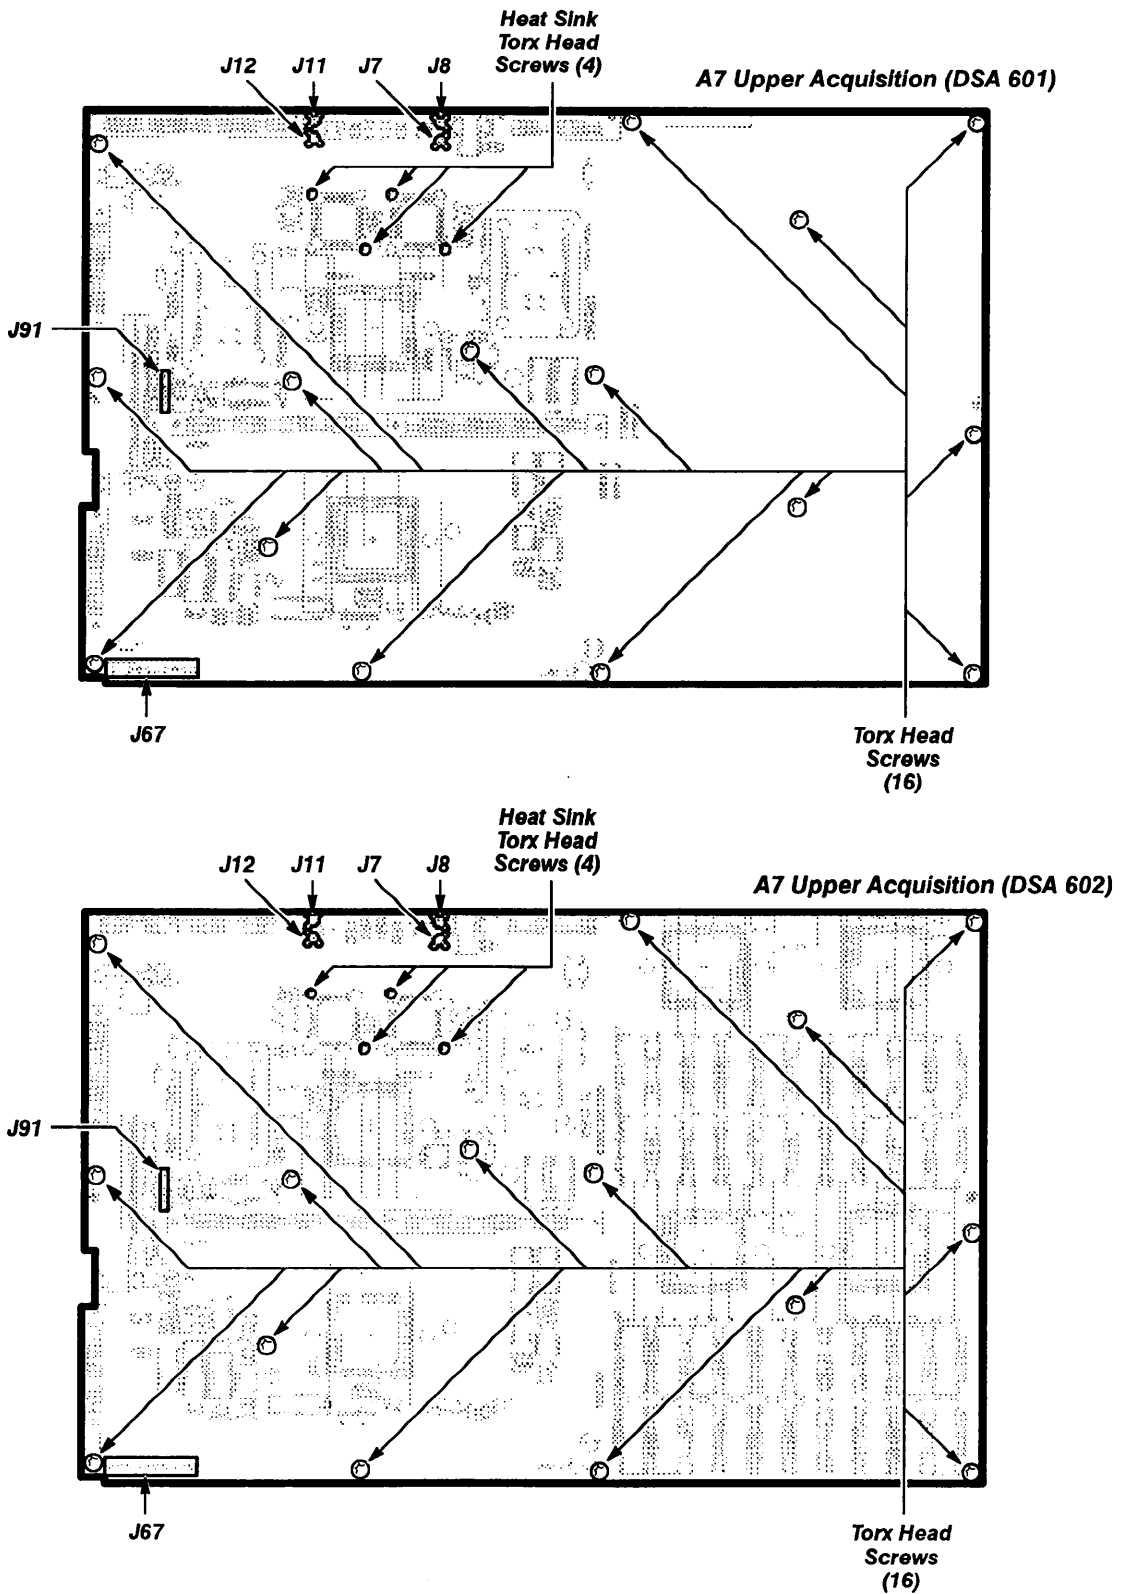 Heat Sink
Torx Head
Screws (4)
J12 J11 J7 J8
A7 Upper Acquisition (DSA 601)
J91
J67
Torx Head
Screws
(16)
Heat Sink
Torx Head
Screws (4)
J12 J11 J7 J8
A7 Upper Acquisition (DSA 602)
J91
J67
Torx Head
Screws
(16)